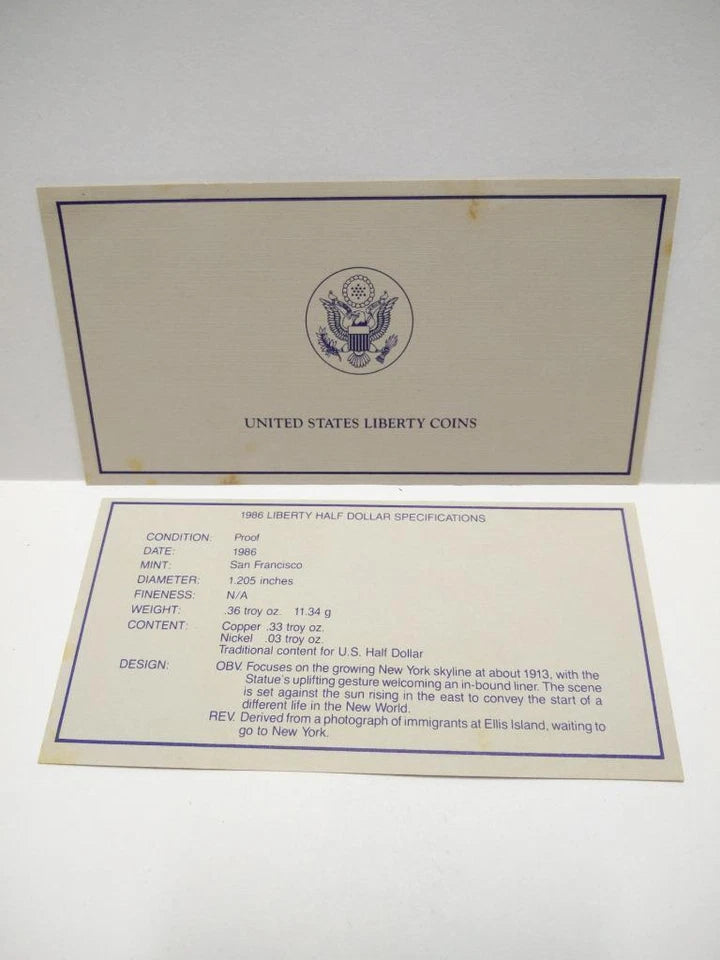 UNITED STATES LIBERTY COINS
1986 LIBERTY HALF DOLLAR SPECIFICATIONS
CONDITION: Proof
DATE: 1986
MINT: San Francisco
DIAMETER: 1.205 inches
FINENESS: N/A
WEIGHT: .36 troy oz. 11.34 g
CONTENT: Copper .33 troy oz.
Nickel .03 troy oz.
Traditional content for U.S. Half Dollar
DESIGN: OBV. Focuses on the growing New York skyline at about 1913, with the
Statue's uplifting gesture welcoming an in-bound liner. The scene
is set against the sun rising in the east to convey the start of a
different life in the New World.
REV. Derived from a photograph of immigrants at Ellis Island, waiting to
go to New York.